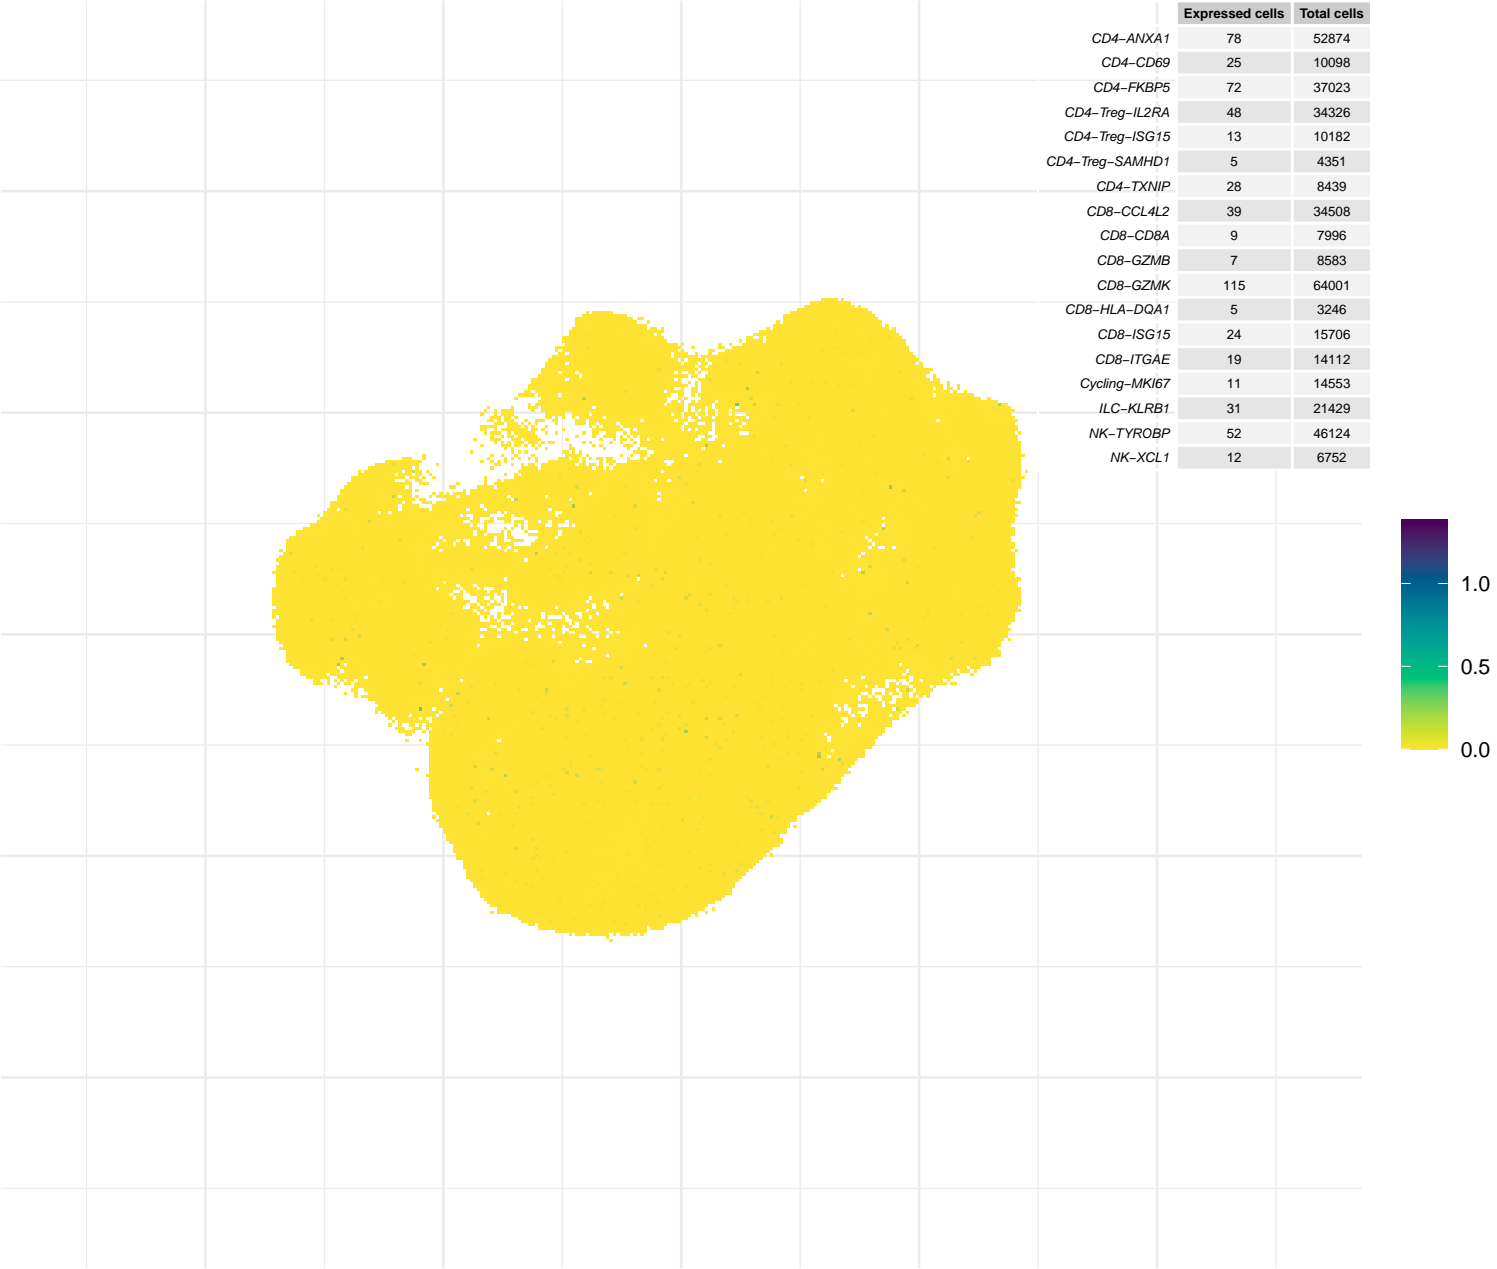 Expressed cells Total cells
CD4−ANXA1 78 52874
CD4−CD69 25 10098
CD4−FKBP5 72 37023
CD4−Treg−IL2RA 48 34326
CD4−Treg−ISG15 13 10182
CD4−Treg−SAMHD1 5 4351
CD4−TXNIP 28 8439
CD8−CCL4L2 39 34508
CD8−CD8A 9 7996
CD8−GZMB 7 8583
CD8−GZMK 115 64001
CD8−HLA−DQA1 5 3246
CD8−ISG15 24 15706
CD8−ITGAE 19 14112
Cycling−MKI67 11 14553
ILC−KLRB1 31 21429
NK−TYROBP 52 46124
NK−XCL1 12 6752
1.0
0.5
0.0